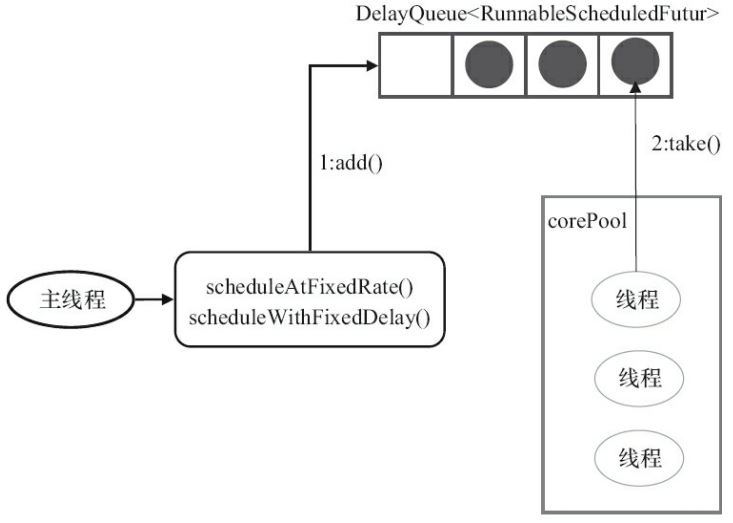 DelayQueue<RunnableScheduledFutur>
1:add()
2:take()
corePool
主线程
scheduleAtFixedRate()
scheduleWithFixedDelay()
线程
线程
线程